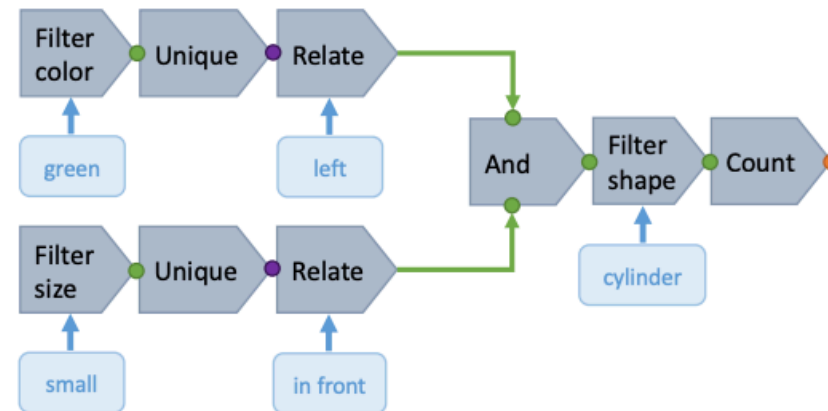 Filter
color
Unique
Relate
green
left
And
Filter
shape
Count
cylinder
Filter
size
Unique
Relate
small
in front